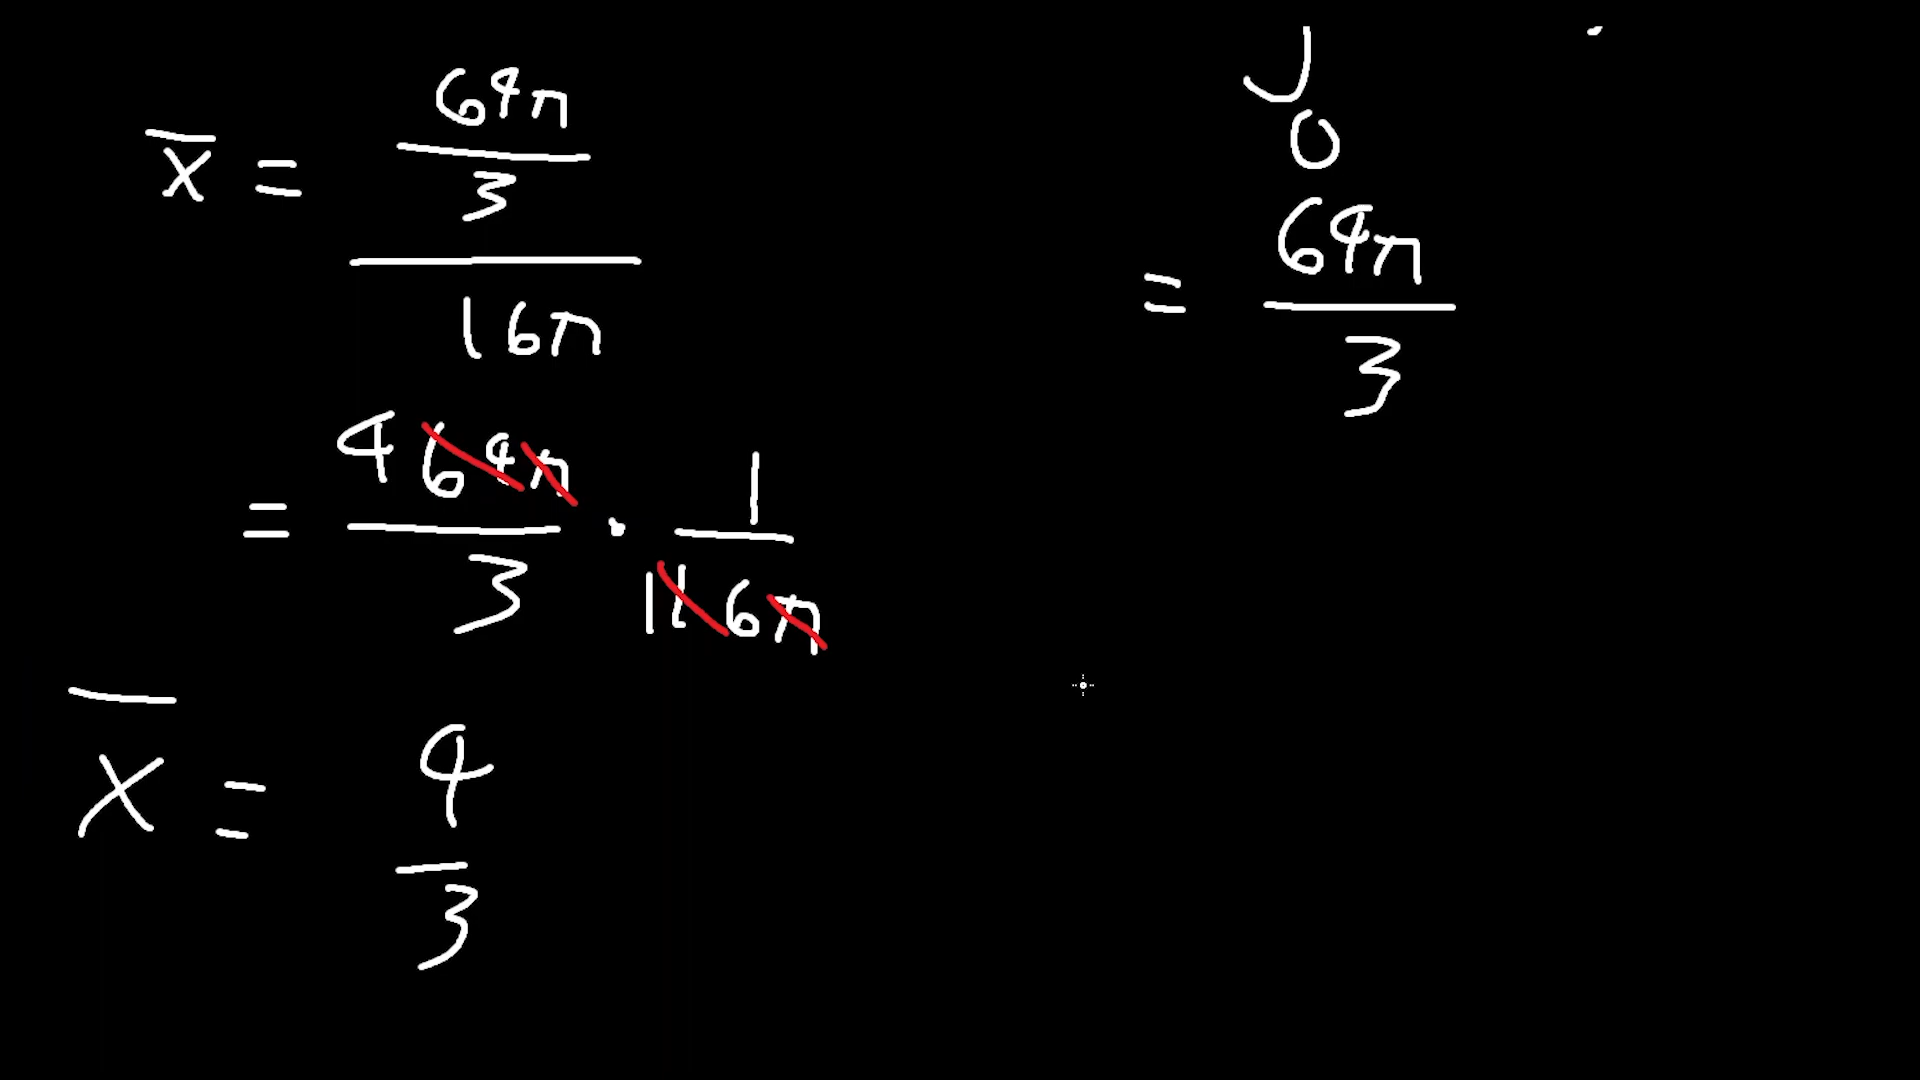 x̄ = (64π/3)/(16π)
= 4 64π/3 · 1/1 16π
x̄ = 4/3
∫ 0
= 64π/3